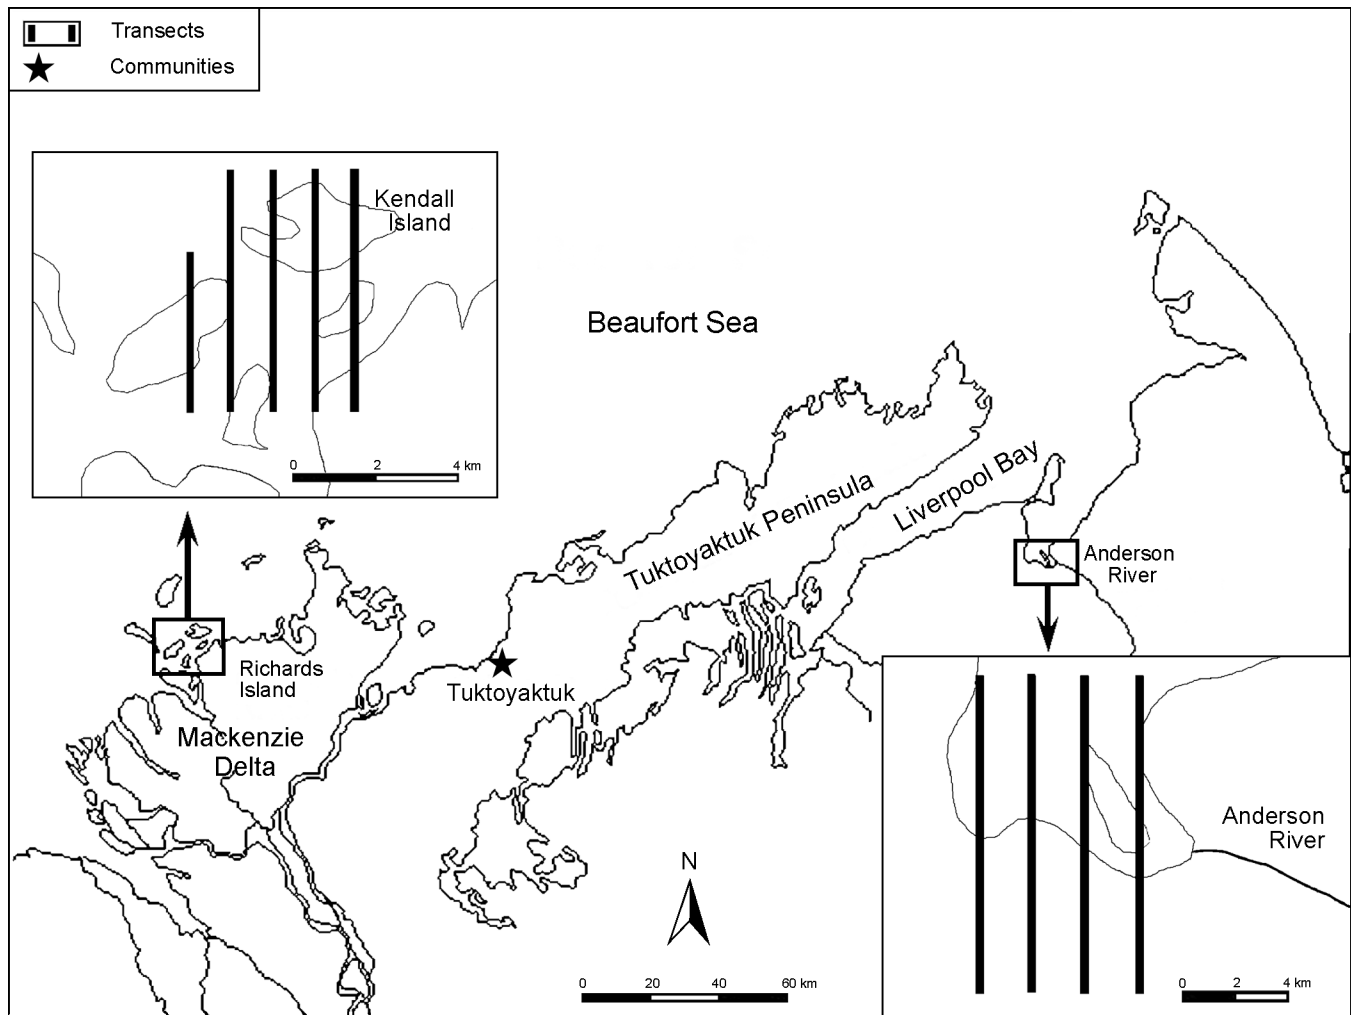 Transects
Communities
Kendall
Island
0 2 4 km
Beaufort Sea
Tuktoyaktuk Peninsula
Liverpool Bay
Anderson
River
Richards
Island
Tuktoyaktuk
Mackenzie
Delta
Anderson
River
N
0 20 40 60 km
0 2 4 km